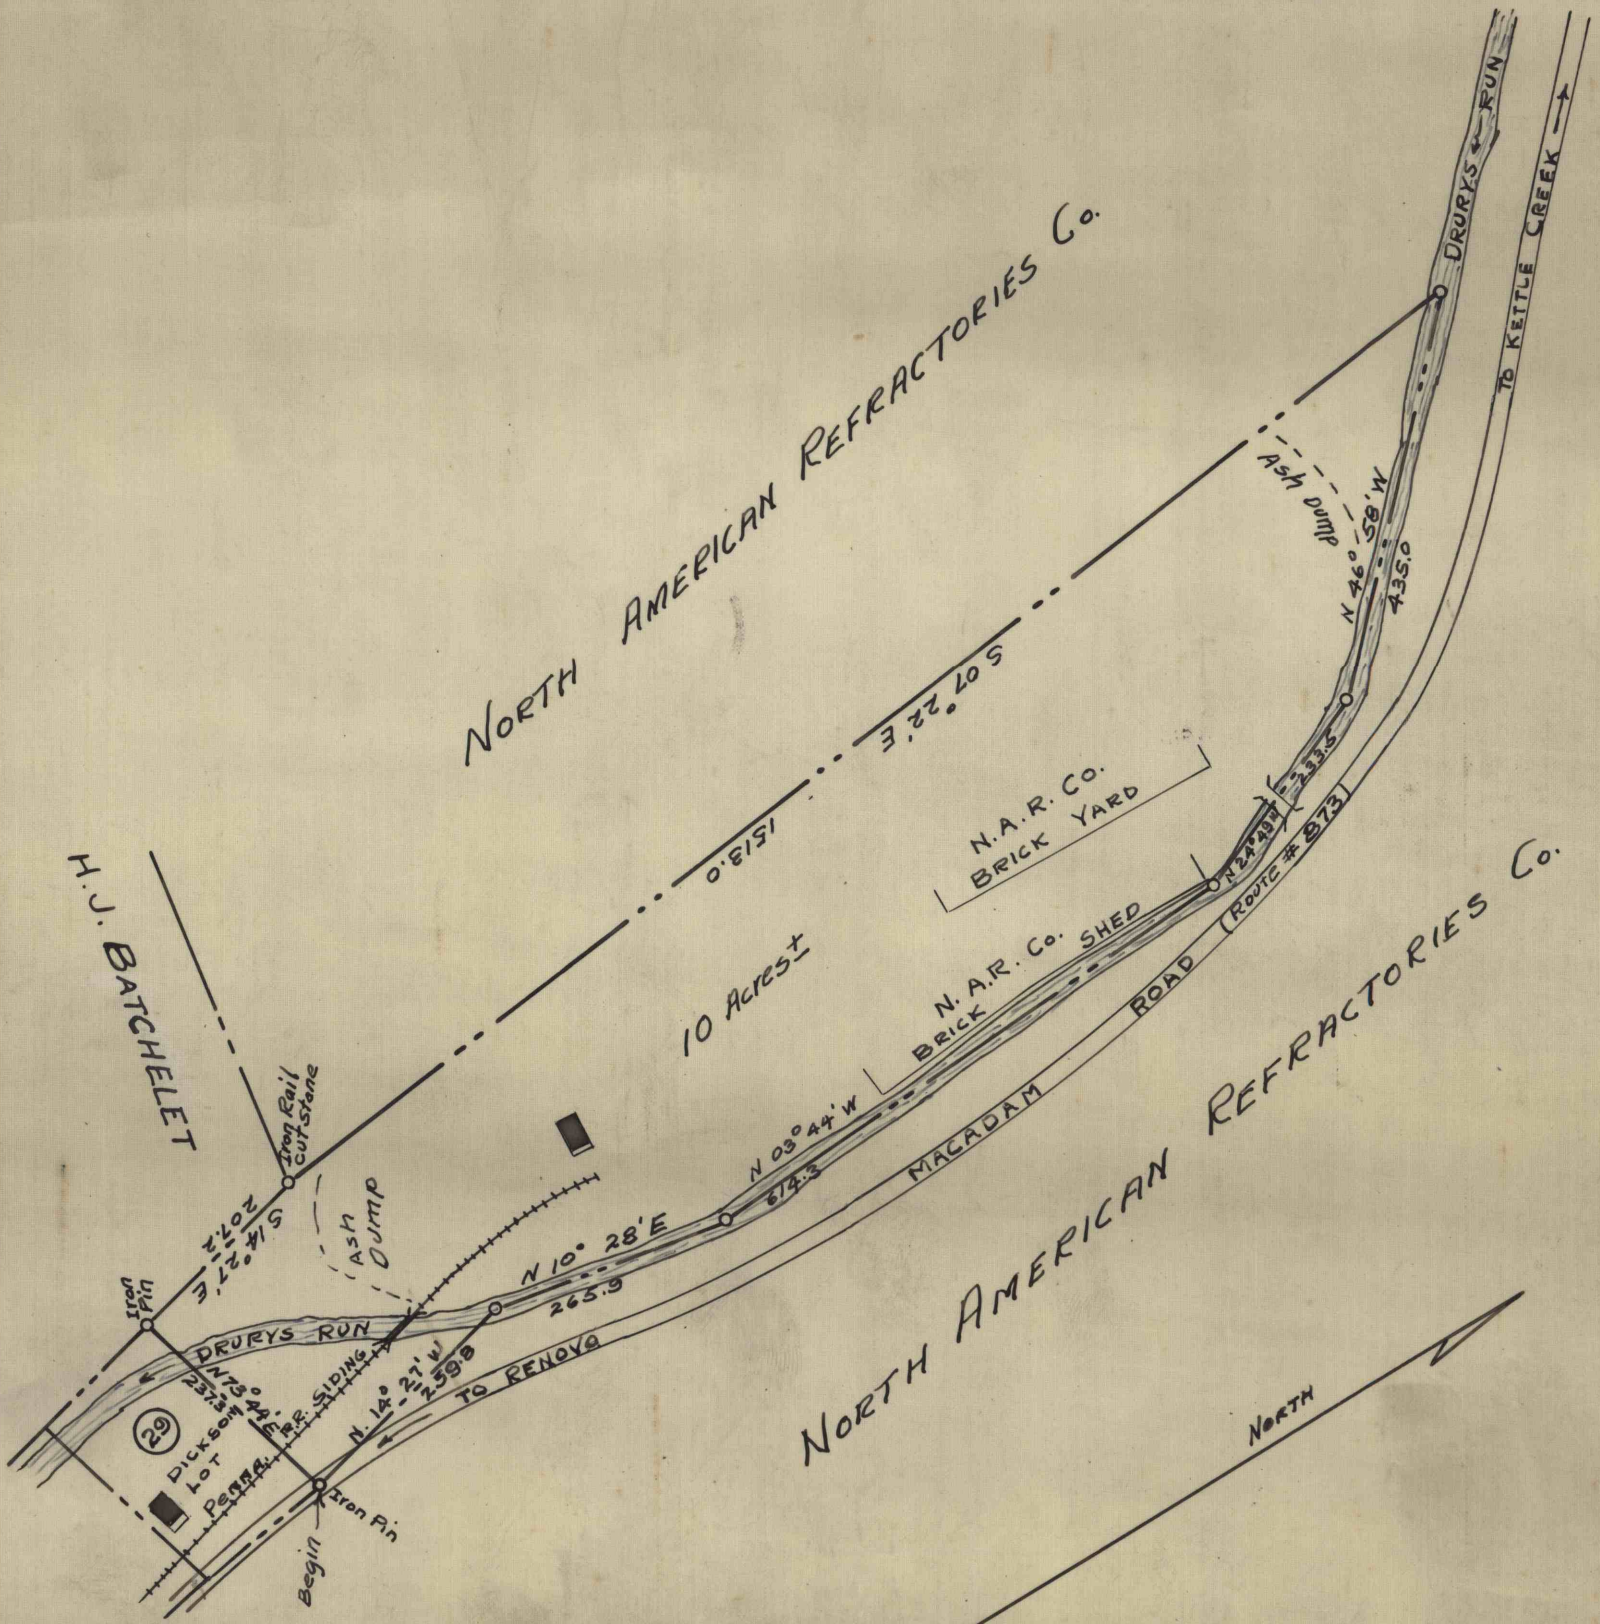 DRURYS RUN
TO KETTLE CREEK
NORTH AMERICAN REFRACTORIES Co.
Ash Dump
N 46° 58' W
435.0
S 07° 22' E
1513.0
N.A.R. Co.
BRICK YARD
233.5
N 24° 49' W
(ROUTE # 873)
MACADAM ROAD
N.A.R. Co.
BRICK SHED
10 Acres±
NORTH AMERICAN REFRACTORIES Co.
H.J. BATCHELET
Iron Rail
Cut Stone
S 14° 27' E
207.2
Iron
Pin
Ash
Dump
N 03° 44' W
614.3
N 10° 28' E
265.9
DRURYS RUN
N. 14° 27' W
259.8
TO RENOVO
N 73° 44' E.
237.3
29
DICKSON
LOT
Penna. R.R. SIDING
Iron Pin
Begin
NORTH